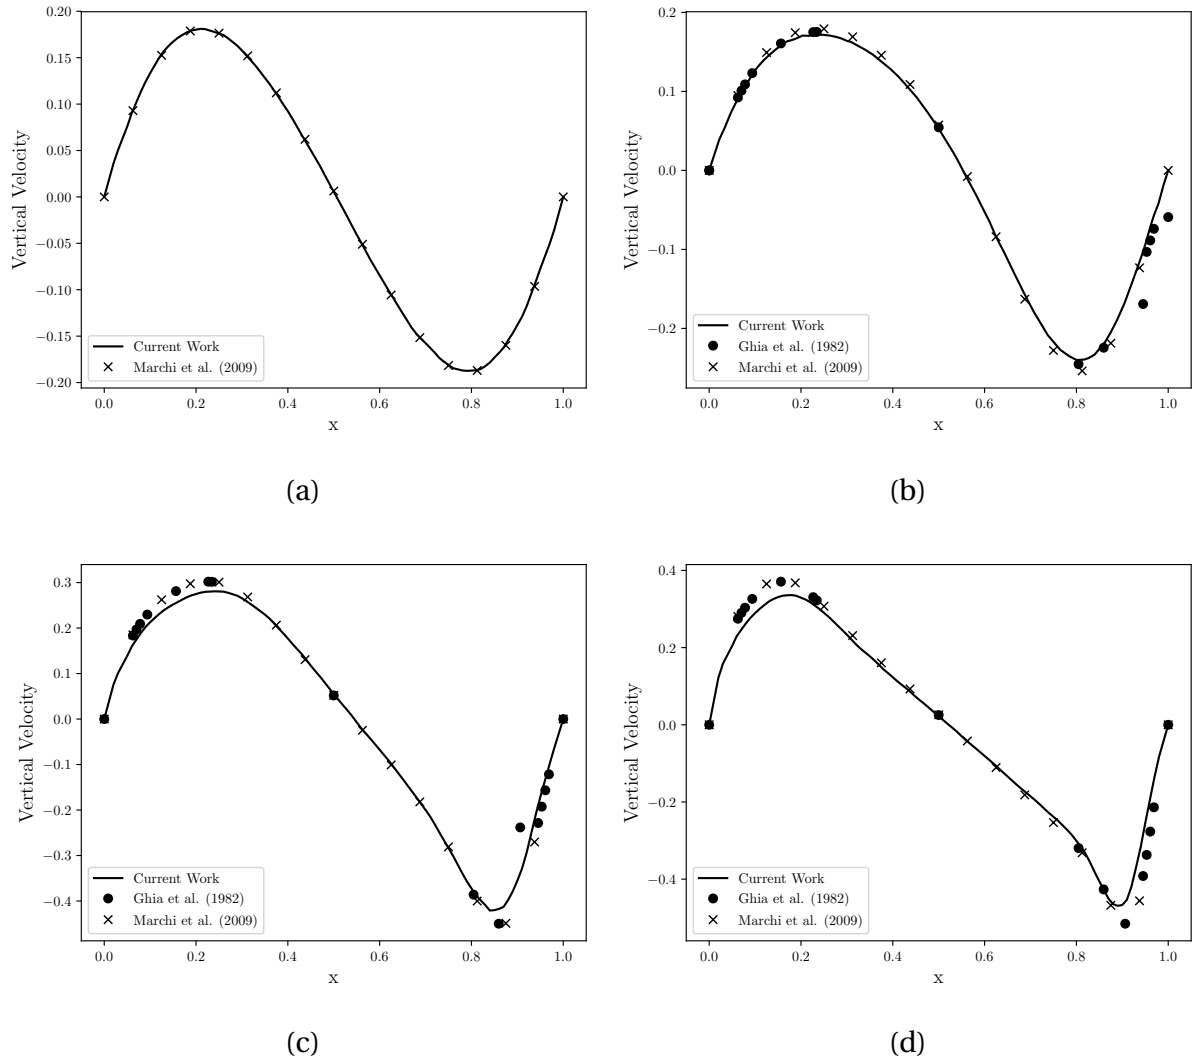 0.20
0.15
0.10
0.05
0.00
−0.05
−0.10
−0.15
−0.20
Vertical Velocity
Current Work
Marchi et al. (2009)
0.0 0.2 0.4 0.6 0.8 1.0
x
(a)
0.2
0.1
0.0
−0.1
−0.2
Vertical Velocity
Current Work
Ghia et al. (1982)
Marchi et al. (2009)
0.0 0.2 0.4 0.6 0.8 1.0
x
(b)
0.3
0.2
0.1
0.0
−0.1
−0.2
−0.3
−0.4
Vertical Velocity
Current Work
Ghia et al. (1982)
Marchi et al. (2009)
0.0 0.2 0.4 0.6 0.8 1.0
x
(c)
0.4
0.2
0.0
−0.2
−0.4
Vertical Velocity
Current Work
Ghia et al. (1982)
Marchi et al. (2009)
0.0 0.2 0.4 0.6 0.8 1.0
x
(d)